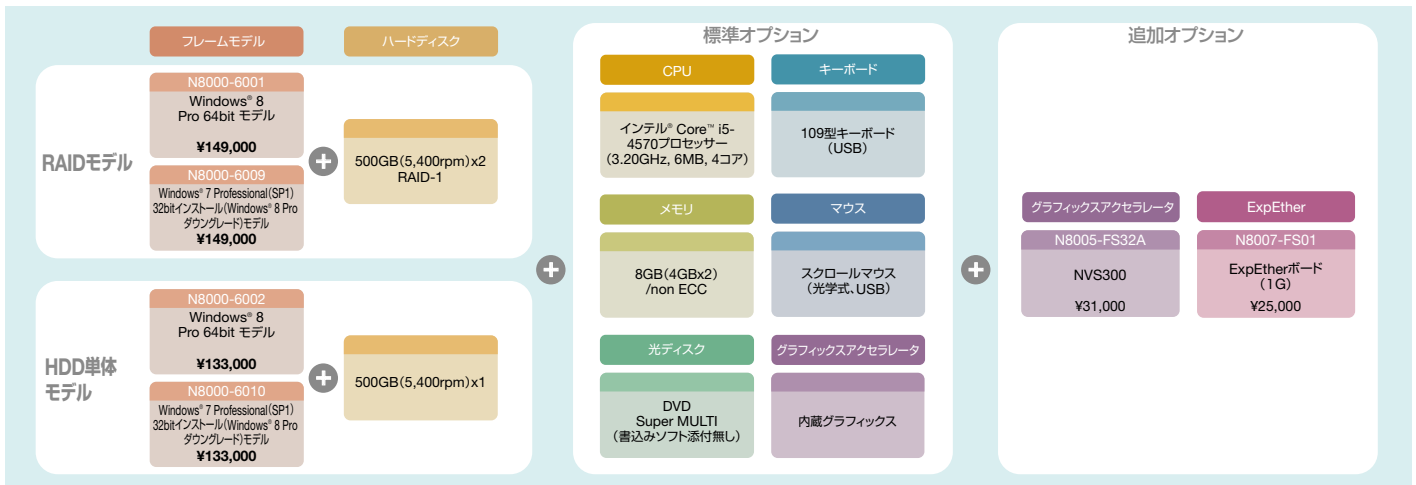 フレームモデル
ハードディスク
RAIDモデル
N8000-6001
Windows® 8
Pro 64bit モデル
¥149,000
N8000-6009
Windows® 7 Professional(SP1)
32bitインストール(Windows® 8 Pro
ダウングレード)モデル
¥149,000
500GB(5,400rpm)x2
RAID-1
HDD単体
モデル
N8000-6002
Windows® 8
Pro 64bit モデル
¥133,000
N8000-6010
Windows® 7 Professional(SP1)
32bitインストール(Windows® 8 Pro
ダウングレード)モデル
¥133,000
500GB(5,400rpm)x1
標準オプション
CPU
インテル® Core™ i5-
4570プロセッサー
(3.20GHz, 6MB, 4コア)
キーボード
109型キーボード
(USB)
メモリ
8GB(4GBx2)
/non ECC
マウス
スクロールマウス
(光学式、USB)
光ディスク
DVD
Super MULTI
(書込みソフト添付無し)
グラフィックスアクセラレータ
内蔵グラフィックス
追加オプション
グラフィックスアクセラレータ
N8005-FS32A
NVS300
¥31,000
ExpEther
N8007-FS01
ExpEtherボード
(1G)
¥25,000